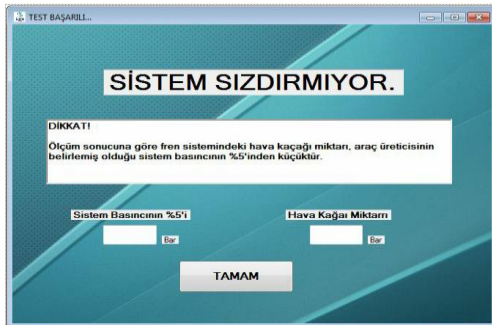 TEST BAŞARILI...
SİSTEM SIZDIRMIYOR.
DİKKAT!
Ölçüm sonucuna göre fren sistemindeki hava kaçağı miktarı, araç üreticisinin
belirlemiş olduğu sistem basıncının %5'inden küçüktür.
Sistem Basıncının %5'i
Hava Kağaı Miktarrı
Bar
Bar
TAMAM